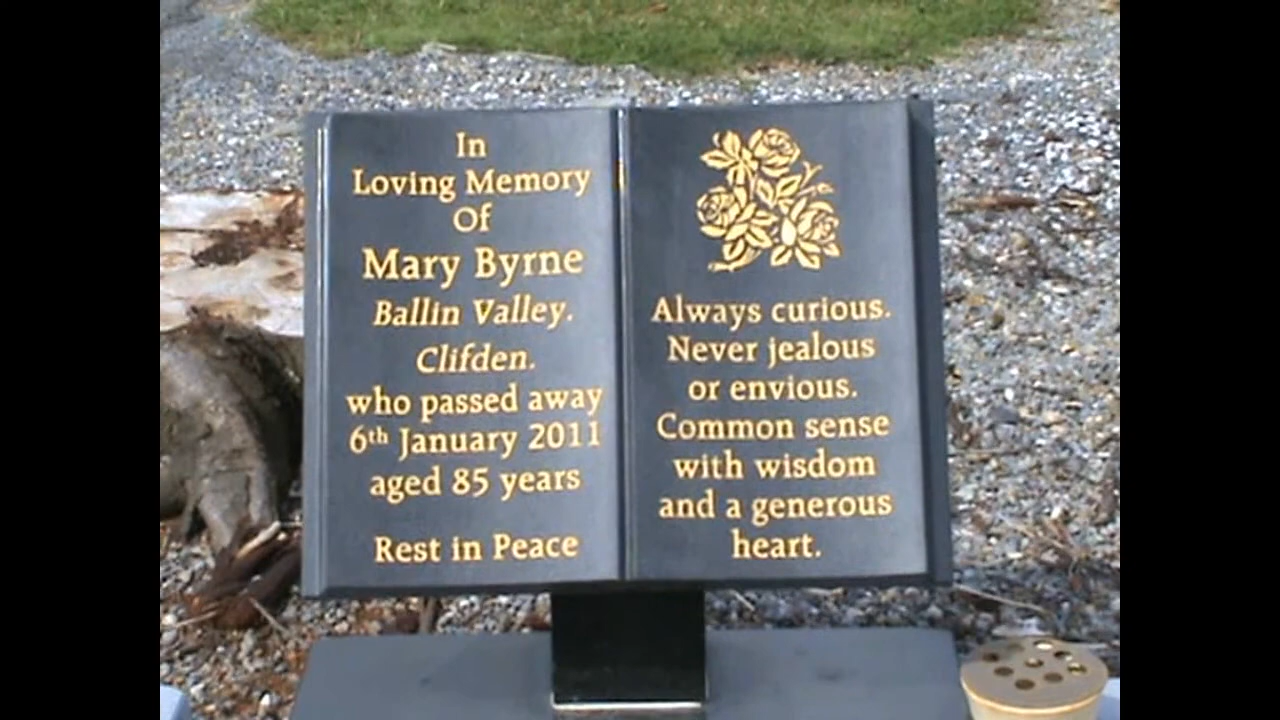 In
Loving Memory
Of
Mary Byrne
Ballin Valley.
Clifden.
who passed away
6th January 2011
aged 85 years
Rest in Peace
Always curious.
Never jealous
or envious.
Common sense
with wisdom
and a generous
heart.